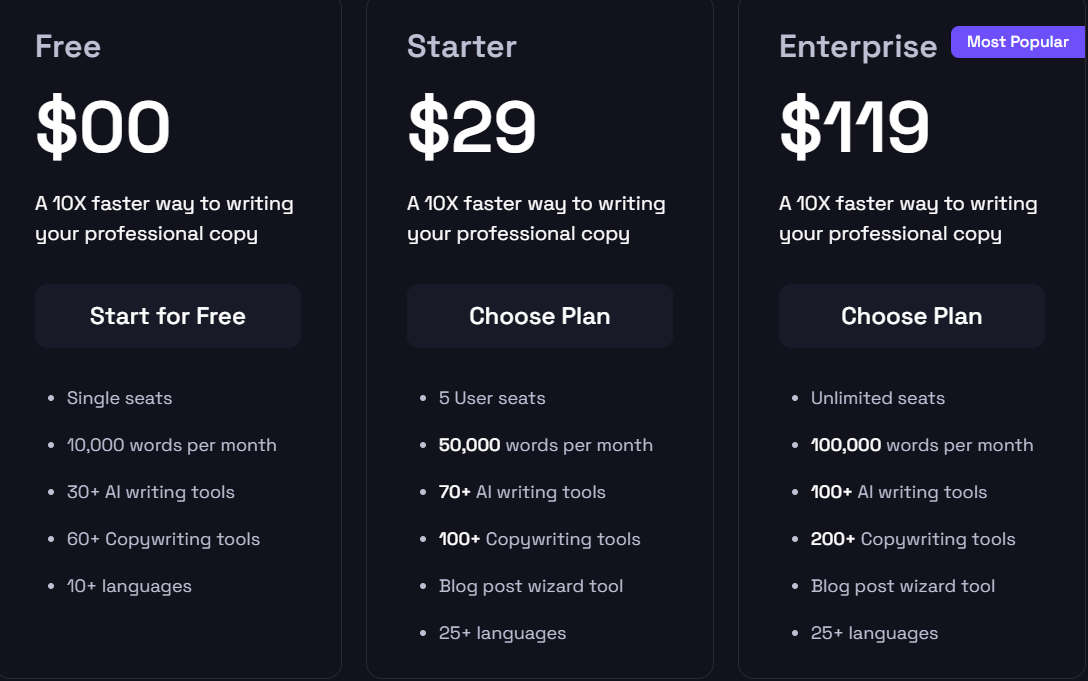 Free
$00
A 10X faster way to writing
your professional copy
Start for Free
Single seats
10,000 words per month
30+ AI writing tools
60+ Copywriting tools
10+ languages
Starter
$29
A 10X faster way to writing
your professional copy
Choose Plan
5 User seats
50,000 words per month
70+ AI writing tools
100+ Copywriting tools
Blog post wizard tool
25+ languages
Enterprise
Most Popular
$119
A 10X faster way to writing
your professional copy
Choose Plan
Unlimited seats
100,000 words per month
100+ AI writing tools
200+ Copywriting tools
Blog post wizard tool
25+ languages